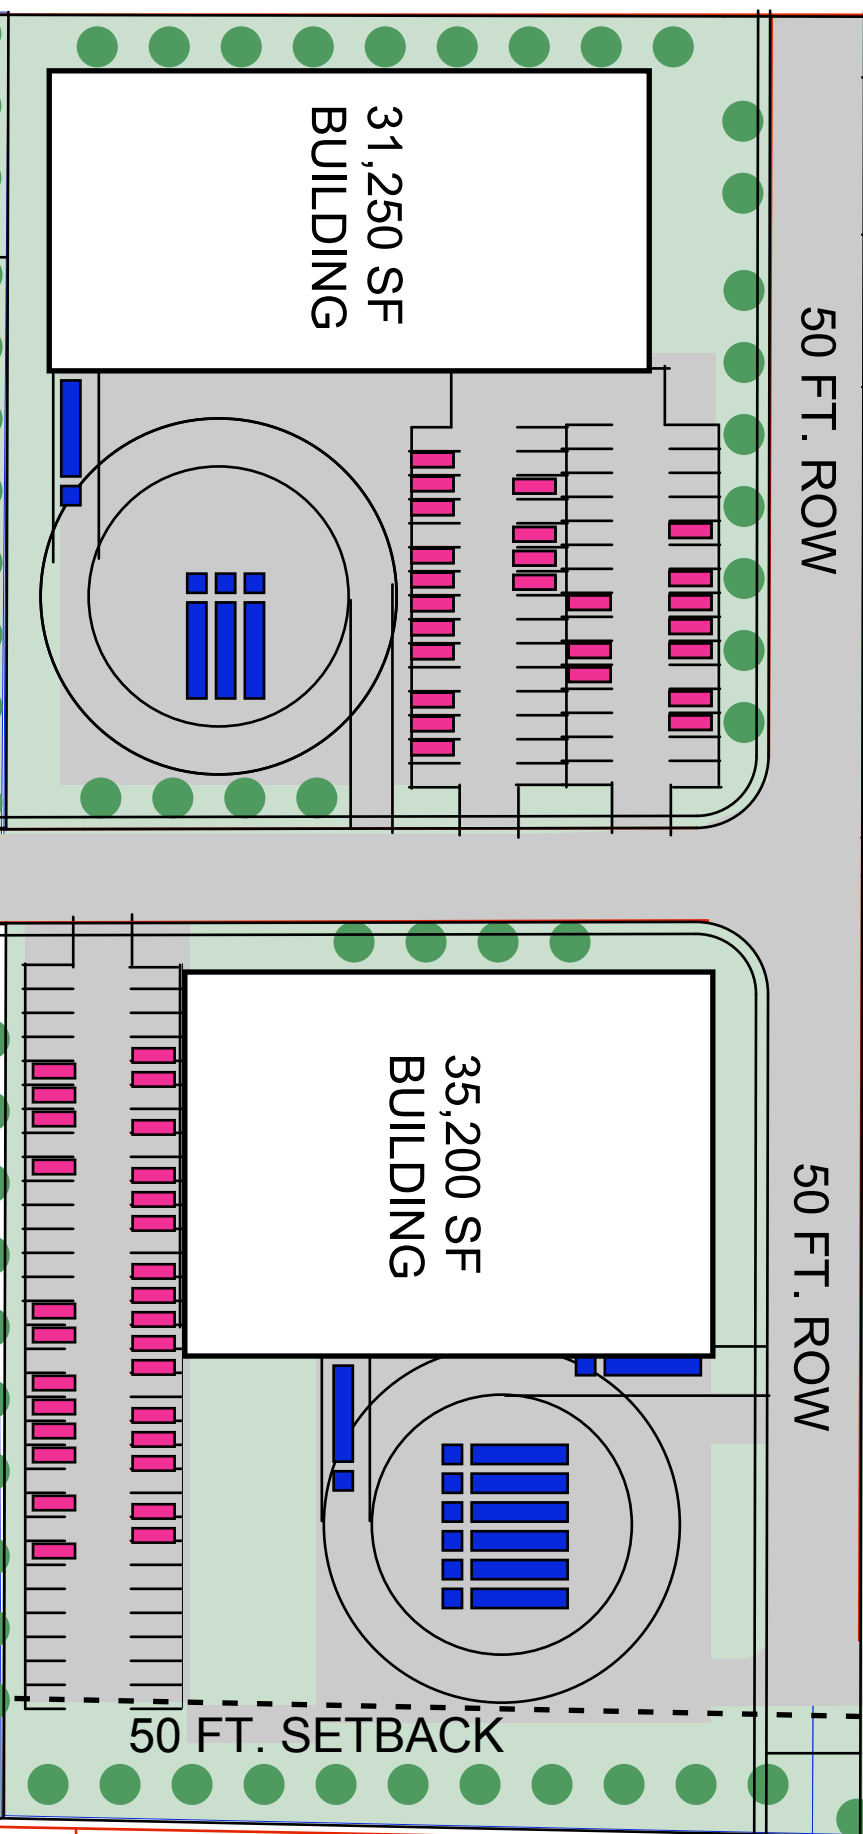 31,250 SF
BUILDING
50 FT. ROW
35,200 SF
BUILDING
50 FT. ROW
50 FT. SETBACK